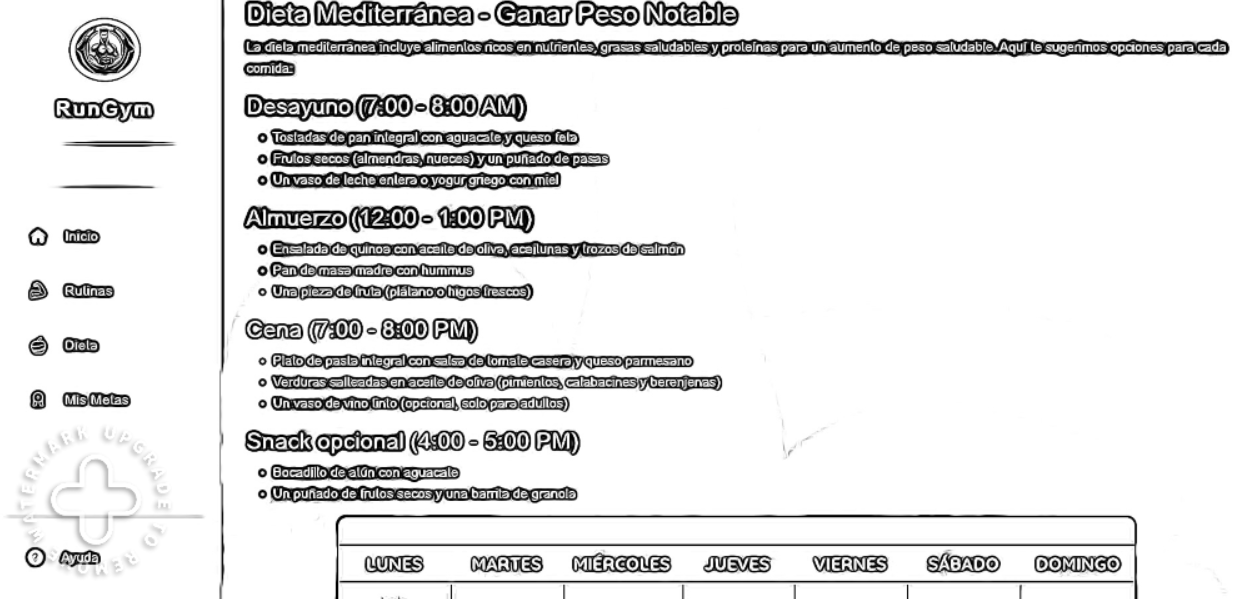 Dieta Mediterránea - Ganar Peso Notable
La dieta mediterránea incluye alimentos ricos en nutrientes, grasas saludables y proteínas para un aumento de peso saludable. Aquí te sugerimos opciones para cada
comida:
RunGym
Desayuno (7:00 - 8:00 AM)
Tostadas de pan integral con aguacate y queso feta
Frutos secos (almendras, nueces) y un puñado de pasas
Un vaso de leche entera o yogur griego con miel
Almuerzo (12:00 - 1:00 PM)
Ensalada de quinoa con aceite de oliva, aceitunas y trozos de salmón
Pan de masa madre con hummus
Una pieza de fruta (plátano o higos frescos)
Cena (7:00 - 8:00 PM)
Plato de pasta integral con salsa de tomate casera y queso parmesano
Verduras salteadas en aceite de oliva (pimientos, calabacines y berenjenas)
Un vaso de vino tinto (opcional, solo para adultos)
Snack opcional (4:00 - 5:00 PM)
Bocadillo de atún con aguacate
Un puñado de frutos secos y una barrita de granola
Inicio
Rutinas
Dieta
Mis Metas
UPGRADE TO REMOVE WATERMARK
? Ayuda
LUNES MARTES MIÉRCOLES JUEVES VIERNES SÁBADO DOMINGO